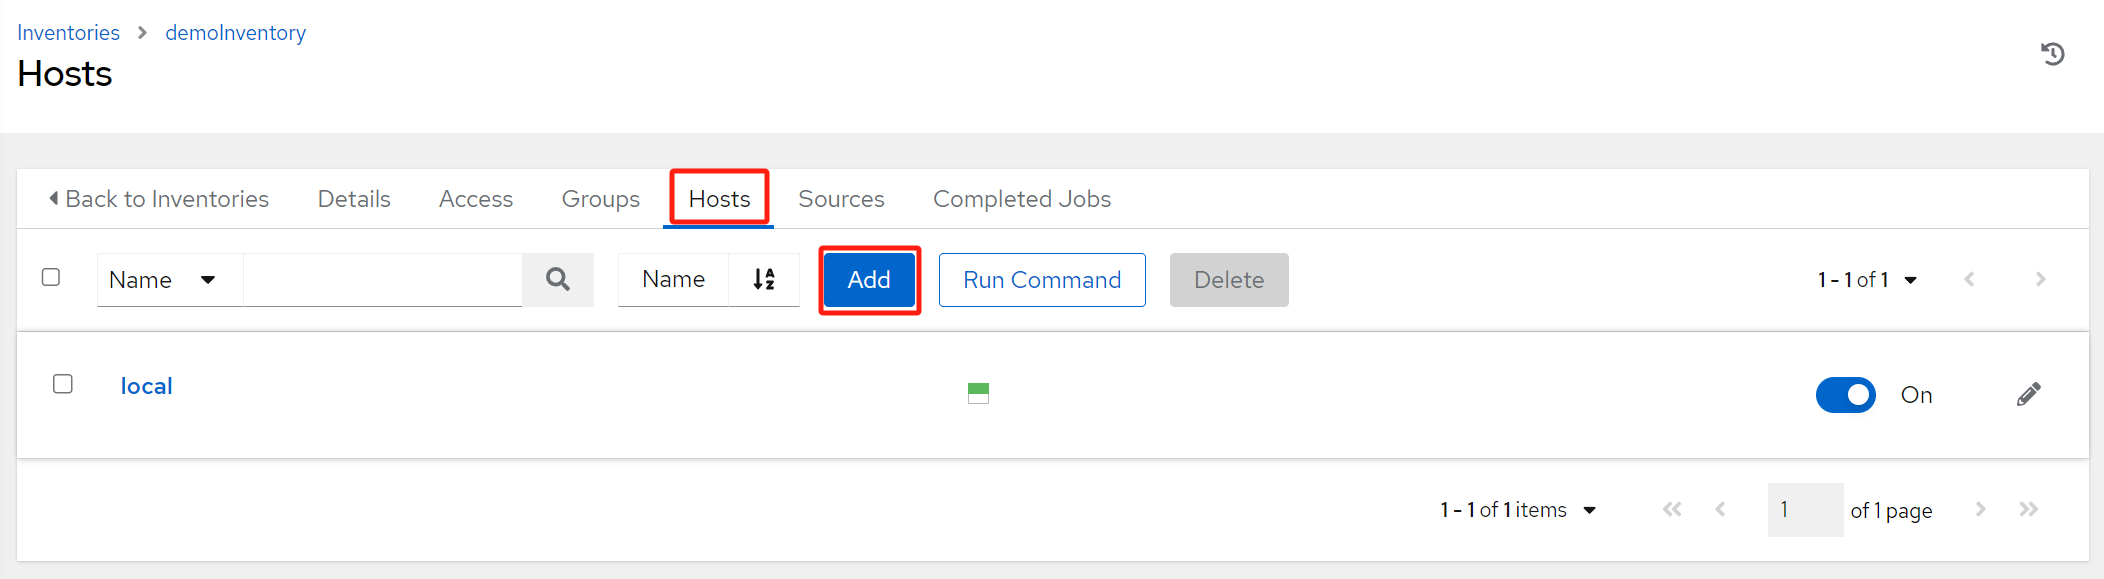 Inventories demoInventory
Hosts
Back to Inventories Details Access Groups Hosts Sources Completed Jobs
Name Name Add Run Command Delete 1 - 1 of 1
local On
1 - 1 of 1 items 1 of 1 page